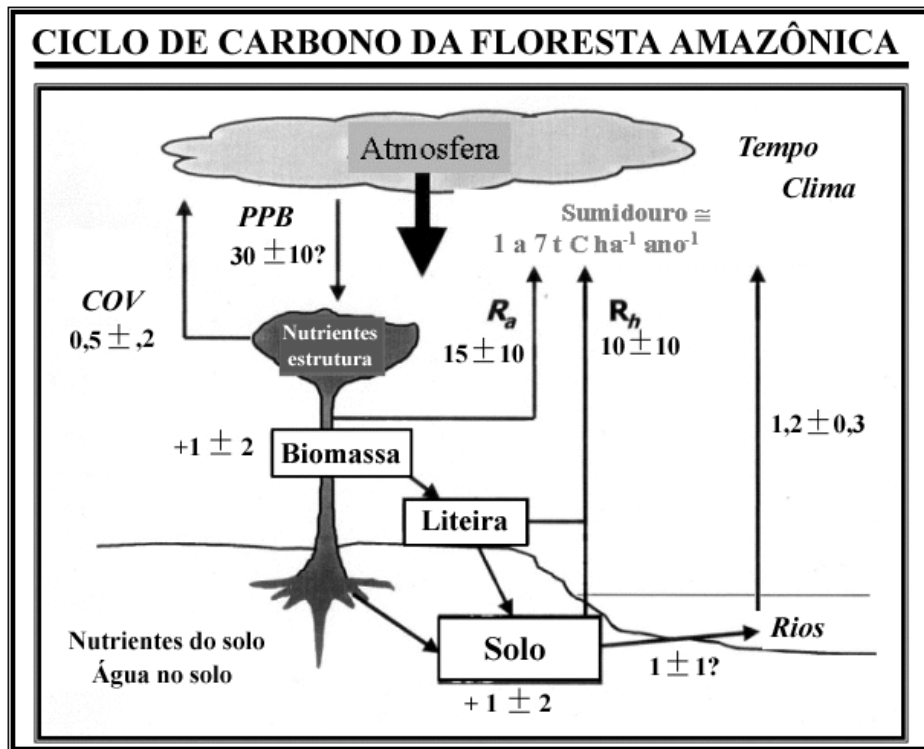 CICLO DE CARBONO DA FLORESTA AMAZÔNICA
Atmosfera
Tempo
Clima
PPB
30 ±10?
Sumidouro ≅
1 a 7 t C ha⁻¹ ano⁻¹
COV
0,5 ± ,2
Nutrientes
estrutura
Rₐ
15 ± 10
Rₕ
10 ± 10
1,2 ± 0,3
+1 ± 2
Biomassa
Liteira
Nutrientes do solo
Água no solo
Solo
+ 1 ± 2
1 ± 1?
Rios